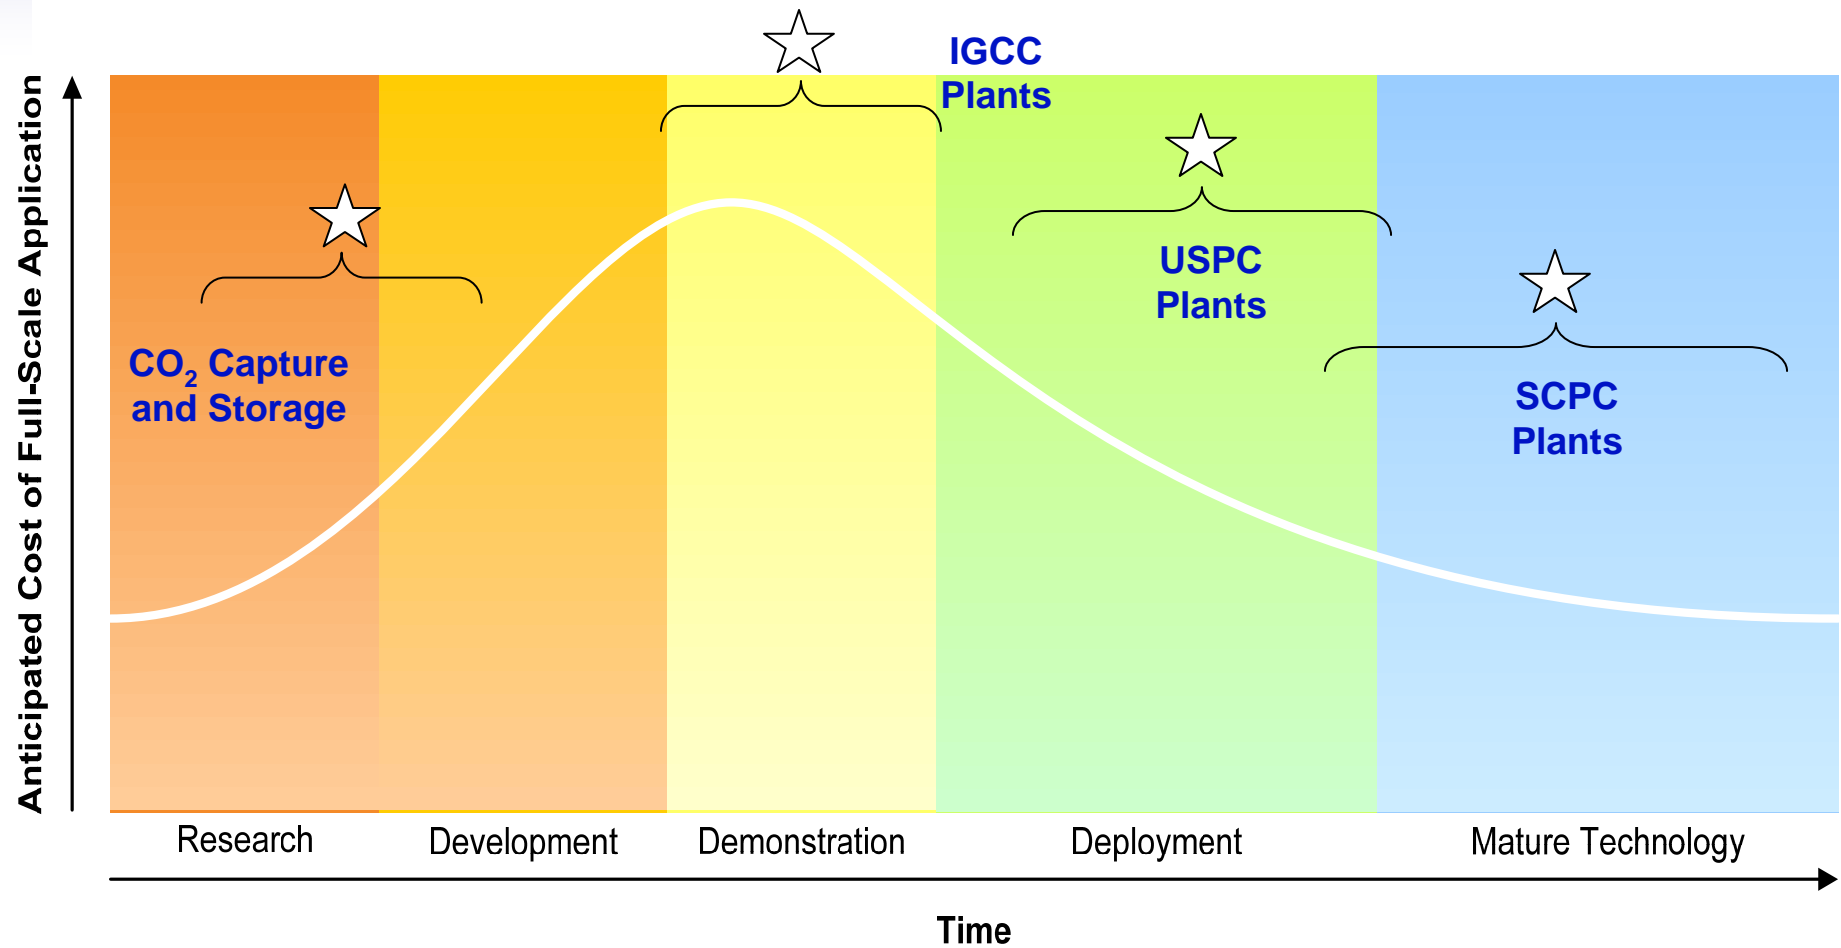 Anticipated Cost of Full-Scale Application
IGCC
Plants
USPC
Plants
CO₂ Capture
and Storage
SCPC
Plants
Research
Development
Demonstration
Deployment
Mature Technology
Time